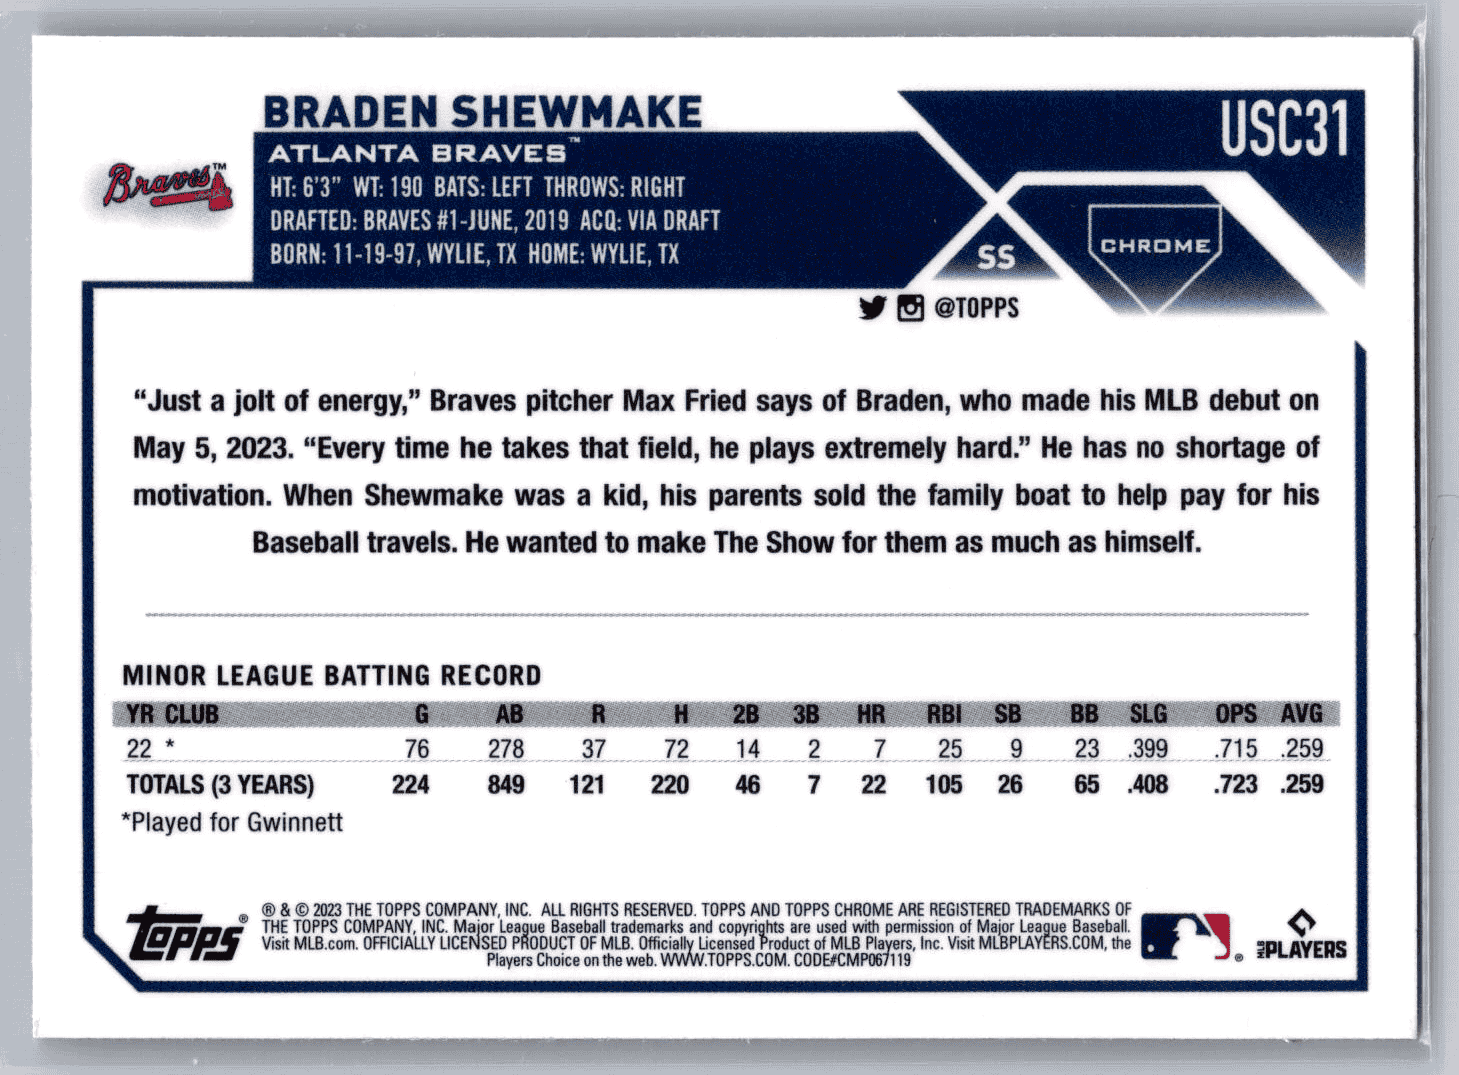 BRADEN SHEWMAKE
USC31
ATLANTA BRAVES™
Braves™
HT: 6'3" WT: 190 BATS: LEFT THROWS: RIGHT
DRAFTED: BRAVES #1-JUNE, 2019 ACQ: VIA DRAFT
BORN: 11-19-97, WYLIE, TX HOME: WYLIE, TX
SS
CHROME
@TOPPS
“Just a jolt of energy,” Braves pitcher Max Fried says of Braden, who made his MLB debut on
May 5, 2023. “Every time he takes that field, he plays extremely hard.” He has no shortage of
motivation. When Shewmake was a kid, his parents sold the family boat to help pay for his
Baseball travels. He wanted to make The Show for them as much as himself.
MINOR LEAGUE BATTING RECORD
YR CLUB G AB R H 2B 3B HR RBI SB BB SLG OPS AVG
22 * 76 278 37 72 14 2 7 25 9 23 .399 .715 .259
TOTALS (3 YEARS) 224 849 121 220 46 7 22 105 26 65 .408 .723 .259
*Played for Gwinnett
Topps®
® & © 2023 THE TOPPS COMPANY, INC. ALL RIGHTS RESERVED. TOPPS AND TOPPS CHROME ARE REGISTERED TRADEMARKS OF
THE TOPPS COMPANY, INC. Major League Baseball trademarks and copyrights are used with permission of Major League Baseball.
Visit MLB.com. OFFICIALLY LICENSED PRODUCT OF MLB. Officially Licensed Product of MLB Players, Inc. Visit MLBPLAYERS.COM, the
Players Choice on the web. WWW.TOPPS.COM. CODE#CMP067119
®
MLB PLAYERS